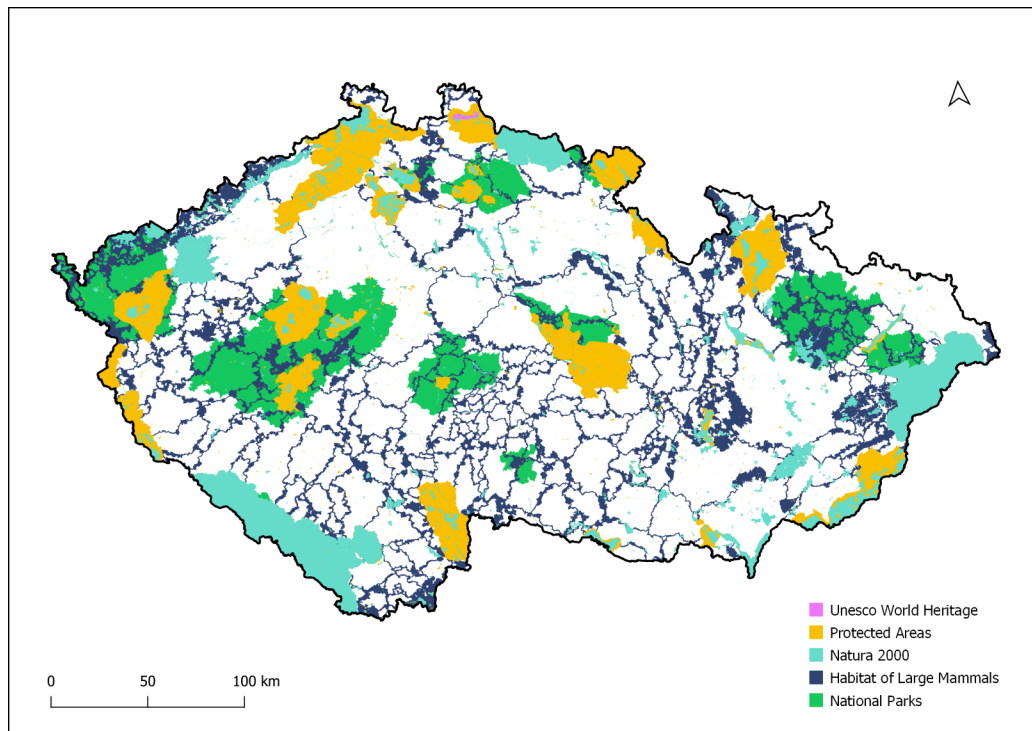 Unesco World Heritage
Protected Areas
Natura 2000
Habitat of Large Mammals
National Parks
0 50 100 km